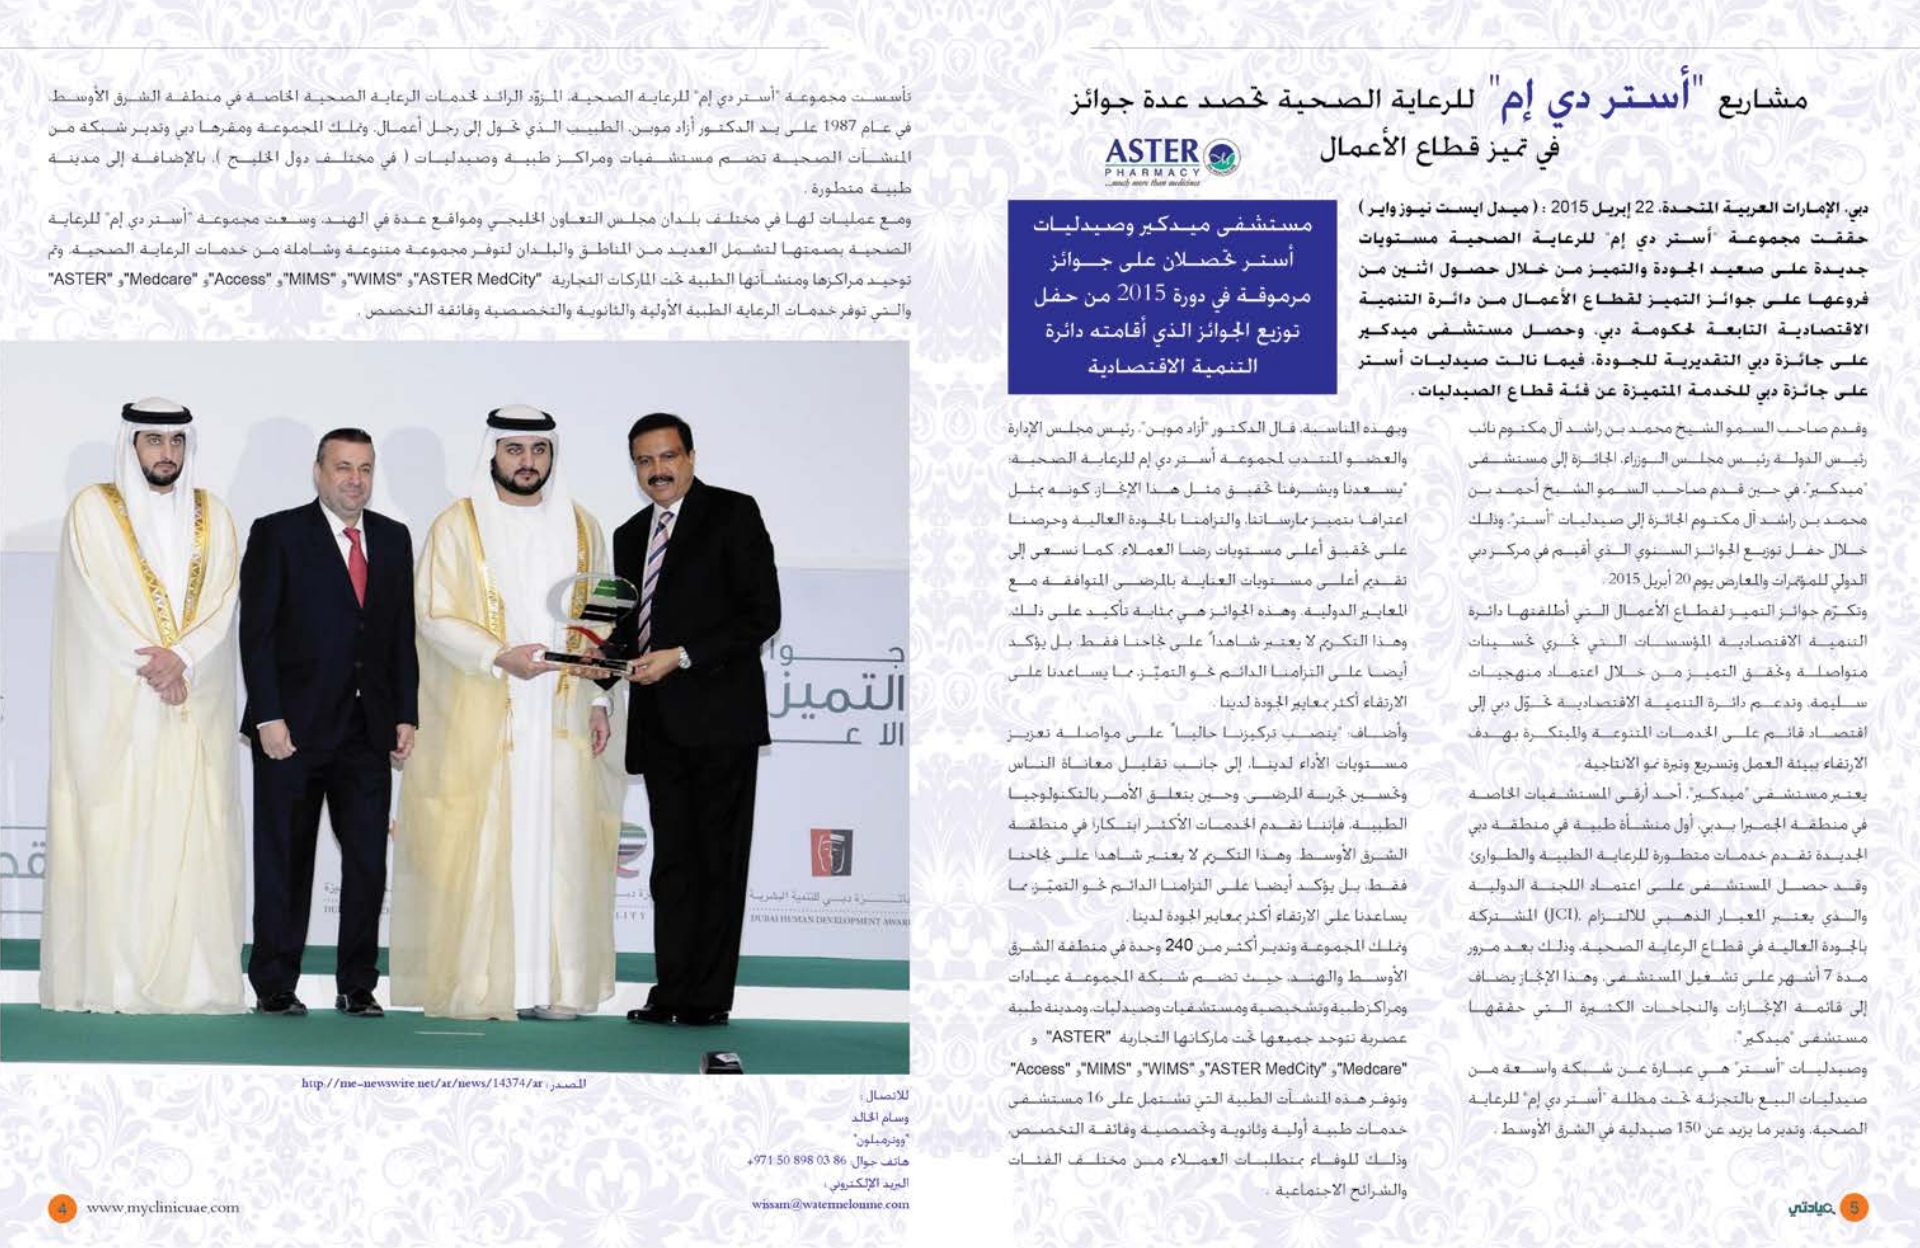 مشاريع "أستر دي إم" للرعاية الصحية تحصد عدة جوائز
في تميز قطاع الأعمال
ASTER
PHARMACY
...much more than medicine
دبي، الإمارات العربية المتحدة، 22 إبريل 2015 : ( ميدل ايست نيوز واير )
حققت مجموعة "أستر دي إم" للرعاية الصحية مستويات
جديدة على صعيد الجودة والتميز من خلال حصول اثنين من
فروعها على جوائز التميز لقطاع الأعمال من دائرة التنمية
الاقتصادية التابعة لحكومة دبي. وحصل مستشفى ميدكير
على جائزة دبي التقديرية للجودة، فيما نالت صيدليات أستر
على جائزة دبي للخدمة المتميزة عن فئة قطاع الصيدليات .
مستشفى ميدكير وصيدليات
أستر تحصلان على جوائز
مرموقة في دورة 2015 من حفل
توزيع الجوائز الذي أقامته دائرة
التنمية الاقتصادية
وقدم صاحب السمو الشيخ محمد بن راشد آل مكتوم نائب
رئيس الدولة رئيس مجلس الوزراء، الجائزة إلى مستشفى
"ميدكير"، في حين قدم صاحب السمو الشيخ أحمد بن
محمد بن راشد آل مكتوم الجائزة إلى صيدليات "أستر"، وذلك
خلال حفل توزيع الجوائز السنوي الذي أقيم في مركز دبي
الدولي للمؤتمرات والمعارض يوم 20 أبريل 2015 .
وتكرّم جوائز التميز لقطاع الأعمال التي أطلقتها دائرة
التنمية الاقتصادية المؤسسات التي تجري تحسينات
متواصلة وتحقق التميز من خلال اعتماد منهجيات
سليمة. وتدعم دائرة التنمية الاقتصادية تحوّل دبي إلى
اقتصاد قائم على الخدمات المتنوعة والمبتكرة بهدف
الارتقاء ببيئة العمل وتسريع وتيرة نمو الانتاجية .
يعتبر مستشفى "ميدكير"، أحد أرقى المستشفيات الخاصة
في منطقة الجميرا بدبي، أول منشأة طبية في منطقة دبي
الجديدة تقدم خدمات متطورة للرعاية الطبية والطوارئ
وقد حصل المستشفى على اعتماد اللجنة الدولية
المشتركة (JCI)، والذي يعتبر المعيار الذهبي للالتزام
بالجودة العالية في قطاع الرعاية الصحية، وذلك بعد مرور
مدة 7 أشهر على تشغيل المستشفى. وهذا الإنجاز يضاف
إلى قائمة الإنجازات والنجاحات الكثيرة التي حققها
مستشفى "ميدكير".
وصيدليات "أستر" هي عبارة عن شبكة واسعة من
صيدليات البيع بالتجزئة تحت مظلة "أستر دي إم" للرعاية
الصحية، وتدير ما يزيد عن 150 صيدلية في الشرق الأوسط .
وبهذه المناسبة، قال الدكتور "آزاد موبن"، رئيس مجلس الإدارة
والعضو المنتدب لمجموعة أستر دي إم للرعاية الصحية:
"يسعدنا ويشرفنا تحقيق مثل هذا الإنجاز، كونه يمثل
اعترافا بتميز ممارساتنا، والتزامنا بالجودة العالية وحرصنا
على تحقيق أعلى مستويات رضا العملاء. كما نسعى إلى
تقديم أعلى مستويات العناية بالمرضى المتوافقة مع
المعايير الدولية، وهذه الجوائز هي بمثابة تأكيد على ذلك.
وهذا التكريم لا يعتبر شاهداً على نجاحنا فقط، بل يؤكد
أيضا على التزامنا الدائم نحو التميّز، مما يساعدنا على
الارتقاء أكثر بمعايير الجودة لدينا .
وأضاف: "ينصب تركيزنا حالياً على مواصلة تعزيز
مستويات الأداء لدينا، إلى جانب تقليل معاناة الناس
وتحسين تجربة المرضى. وحين يتعلق الأمر بالتكنولوجيا
الطبية، فإننا نقدم الخدمات الأكثر ابتكارا في منطقة
الشرق الأوسط. وهذا التكريم لا يعتبر شاهدا على نجاحنا
فقط، بل يؤكد أيضا على التزامنا الدائم نحو التميّز، مما
يساعدنا على الارتقاء أكثر بمعايير الجودة لدينا .
وتملك المجموعة وتدير أكثر من 240 وحدة في منطقة الشرق
الأوسط والهند، حيث تضم شبكة المجموعة عيادات
ومراكز طبية وتشخيصية ومستشفيات وصيدليات، ومدينة طبية
عصرية تتوحد جميعها تحت ماركاتها التجارية "ASTER" و
"Medcare"و "ASTER MedCity"و "WIMS"و "MIMS"و "Access"
وتوفر هذه المنشآت الطبية التي تشتمل على 16 مستشفى
خدمات طبية أولية وثانوية وتخصصية وفائقة التخصص،
وذلك للوفاء بمتطلبات العملاء من مختلف الفئات
والشرائح الاجتماعية .
5 عيادتي
تأسست مجموعة "أستر دي إم" للرعاية الصحية، المزوّد الرائد لخدمات الرعاية الصحية الخاصة في منطقة الشرق الأوسط،
في عام 1987 على يد الدكتور آزاد موبن، الطبيب الذي تحول إلى رجل أعمال. وتملك المجموعة ومقرها دبي وتدير شبكة من
المنشآت الصحية تضم مستشفيات ومراكز طبية وصيدليات ( في مختلف دول الخليج )، بالإضافة إلى مدينة
طبية متطورة .
ومع عمليات لها في مختلف بلدان مجلس التعاون الخليجي ومواقع عدة في الهند، وسعت مجموعة "أستر دي إم" للرعاية
الصحية بصمتها لتشمل العديد من المناطق والبلدان لتوفر مجموعة متنوعة وشاملة من خدمات الرعاية الصحية. وتم
توحيد مراكزها ومنشآتها الطبية تحت الماركات التجارية "ASTER MedCity"و "WIMS"و "MIMS"و "Access"و "Medcare"و "ASTER"
والتي توفر خدمات الرعاية الطبية الأولية والثانوية والتخصصية وفائقة التخصص .
جوا
التميز
الا ع
قط
دبي للتنمية البشرية
DUBAI HUMAN DEVELOPMENT AWARD
LITY
المصدر : http://me-newswire.net/ar/news/14374/ar
للاتصال :
وسام الخالد
"ووترميلون"
هاتف جوال: 86 03 898 50 971+
البريد الإلكتروني :
wissam@watermelonme.com
4 www.myclinicuae.com